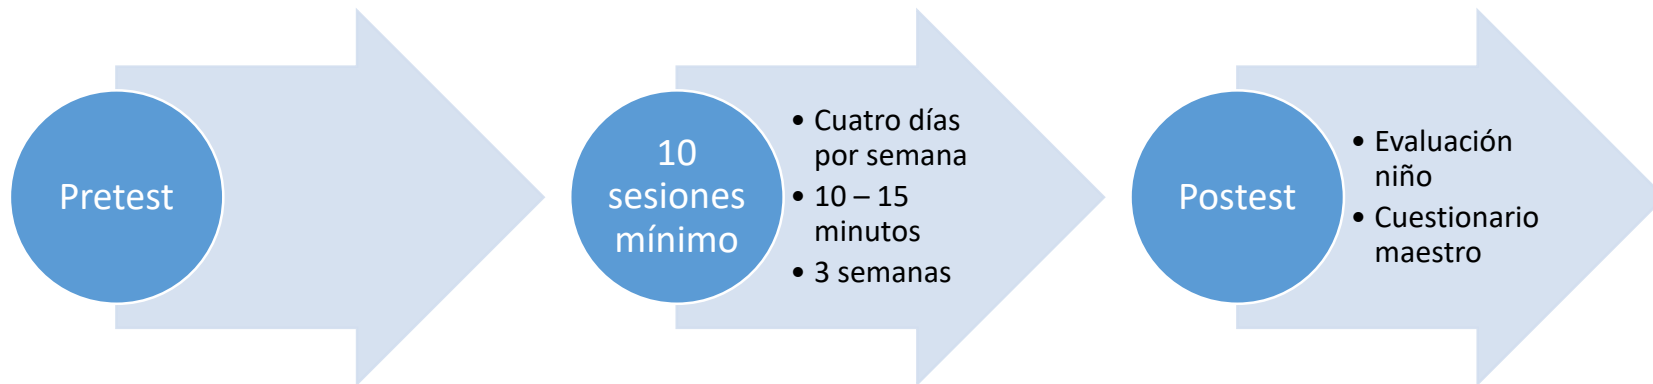 Pretest
10
sesiones
mínimo
• Cuatro días
por semana
• 10 – 15
minutos
• 3 semanas
Postest
• Evaluación
niño
• Cuestionario
maestro